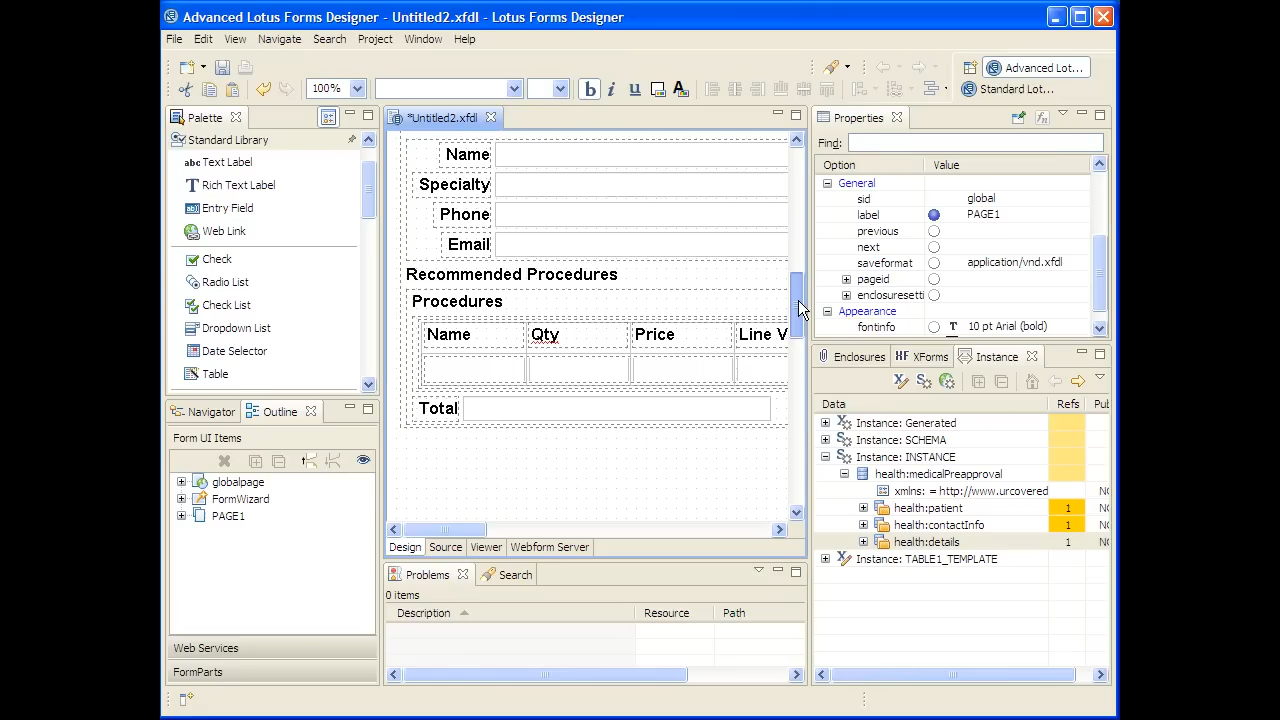 Advanced Lotus Forms Designer - Untitled2.xfdl - Lotus Forms Designer
File Edit View Navigate Search Project Window Help
100%
b i U A
Advanced Lot...
Standard Lot...
Palette
Standard Library
abc Text Label
T Rich Text Label
Entry Field
Web Link
Check
Radio List
Check List
Dropdown List
Date Selector
Table
Navigator Outline
Form UI Items
globalpage
FormWizard
PAGE1
Web Services
FormParts
*Untitled2.xfdl
Name
Specialty
Phone
Email
Recommended Procedures
Procedures
Name Qty Price Line V
Total
Design Source Viewer Webform Server
Problems Search
0 items
Description Resource Path
Properties
Find:
Option Value
General
sid global
label PAGE1
previous
next
saveformat application/vnd.xfdl
pageid
enclosuresetti
Appearance
fontinfo T 10 pt Arial (bold)
Enclosures XForms Instance
Data Refs Pu
Instance: Generated
Instance: SCHEMA
Instance: INSTANCE
health:medicalPreapproval
xmlns: = http://www.urcovered NC
health:patient 1 NC
health:contactInfo 1 NC
health:details 1 NC
Instance: TABLE1_TEMPLATE